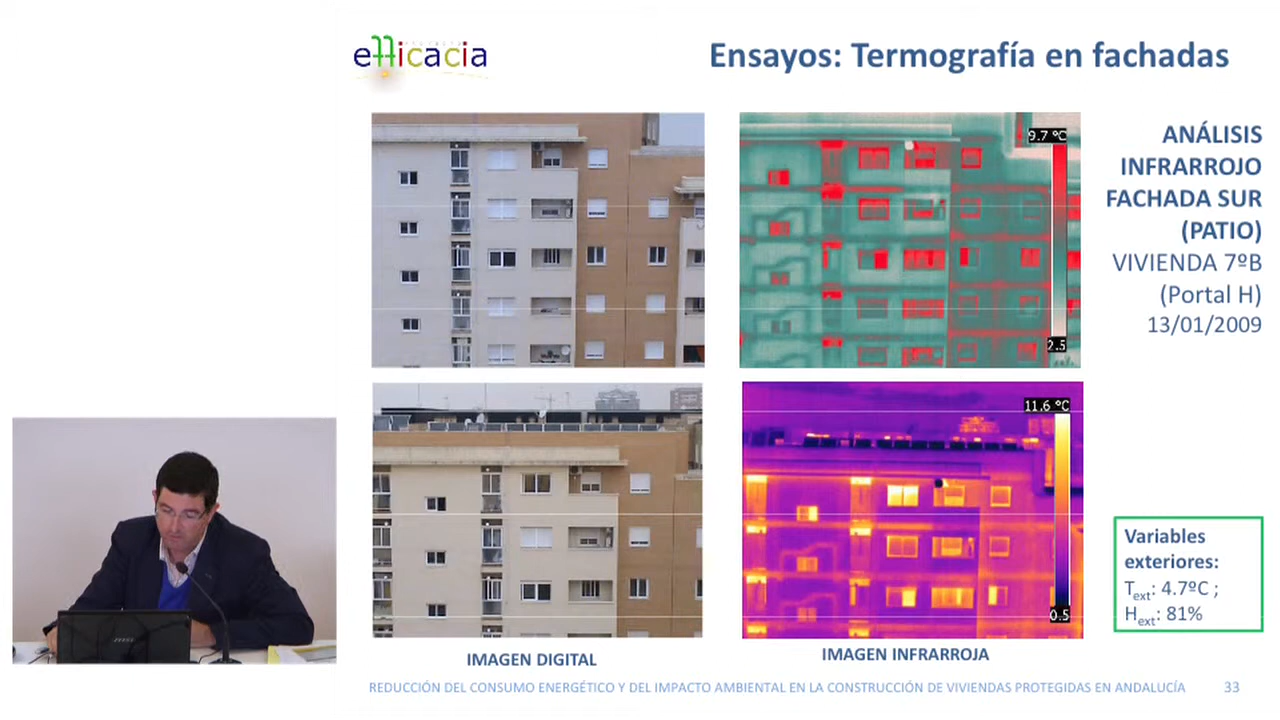 efficacia
Ensayos: Termografía en fachadas
9.7 ºC
2.5
ANÁLISIS
INFRARROJO
FACHADA SUR
(PATIO)
VIVIENDA 7ºB
(Portal H)
13/01/2009
11.6 ºC
0.5
Variables
exteriores:
Text: 4.7ºC ;
Hext: 81%
IMAGEN DIGITAL
IMAGEN INFRARROJA
REDUCCIÓN DEL CONSUMO ENERGÉTICO Y DEL IMPACTO AMBIENTAL EN LA CONSTRUCCIÓN DE VIVIENDAS PROTEGIDAS EN ANDALUCÍA
33